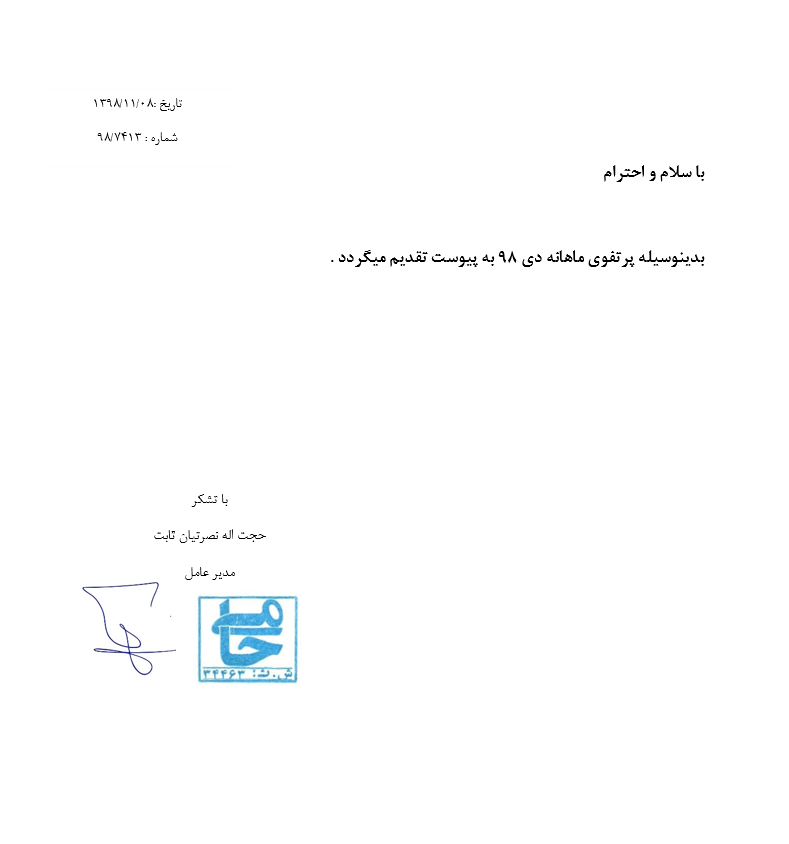 تاریخ :۱۳۹۸/۱۱/۰۸
شماره : ۹۸/۷۴۱۳
با سلام و احترام
بدینوسیله پرتفوی ماهانه دی ۹۸ به پیوست تقدیم میگردد .
با تشکر
حجت اله نصرتیان ثابت
مدیر عامل
حامی
ش.ث: ۳۴۴۶۳